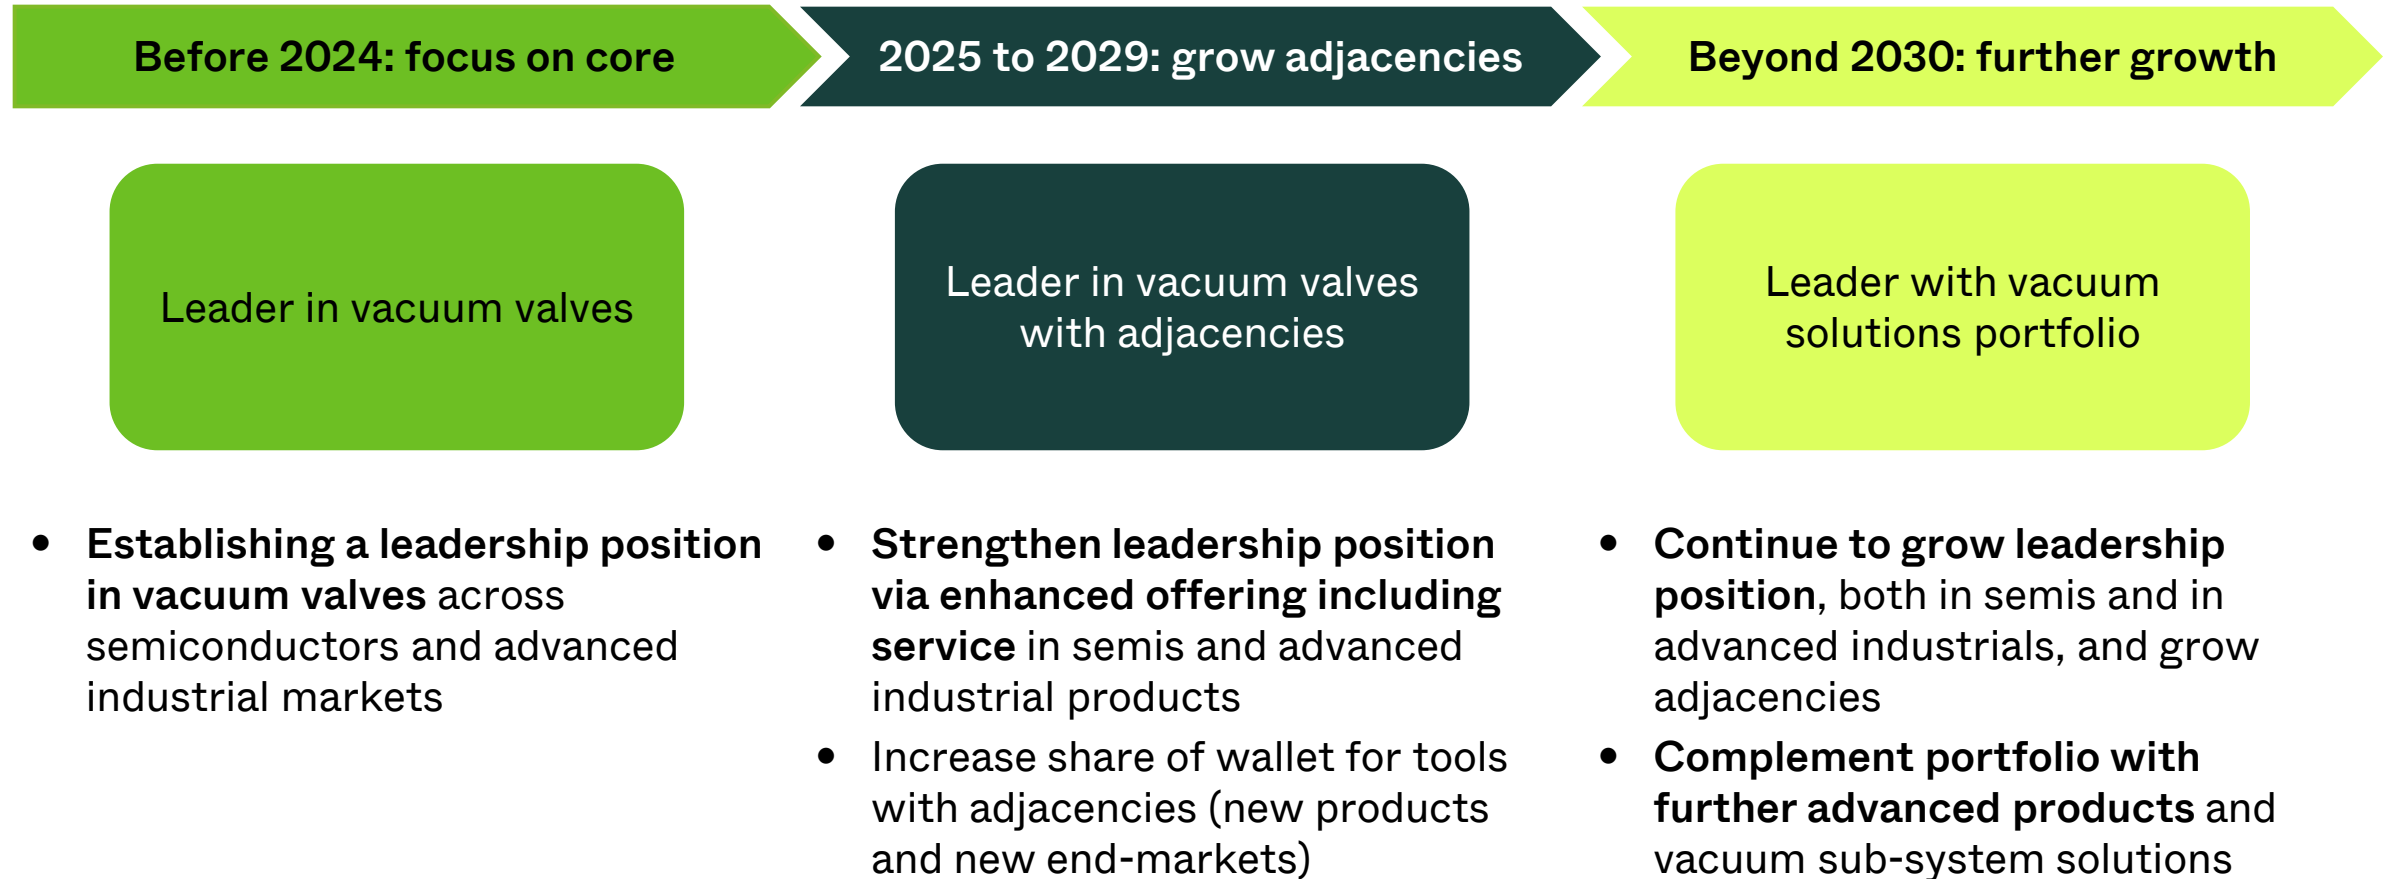 Before 2024: focus on core
2025 to 2029: grow adjacencies
Beyond 2030: further growth
Leader in vacuum valves
Leader in vacuum valves
with adjacencies
Leader with vacuum
solutions portfolio
• Establishing a leadership position
in vacuum valves across
semiconductors and advanced
industrial markets
• Strengthen leadership position
via enhanced offering including
service in semis and advanced
industrial products
• Increase share of wallet for tools
with adjacencies (new products
and new end-markets)
• Continue to grow leadership
position, both in semis and in
advanced industrials, and grow
adjacencies
• Complement portfolio with
further advanced products and
vacuum sub-system solutions